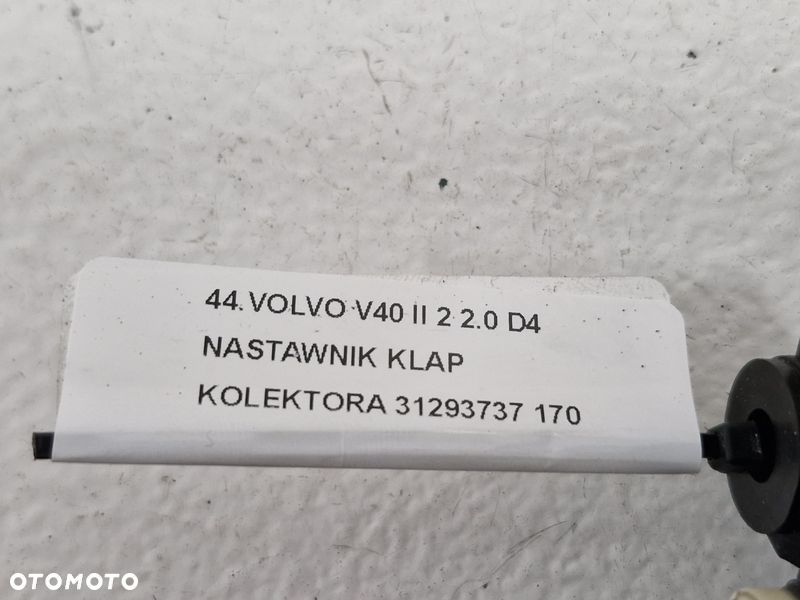 44.VOLVO V40 II 2 2.0 D4
NASTAWNIK KLAP
KOLEKTORA 31293737 170
OTOMOTO